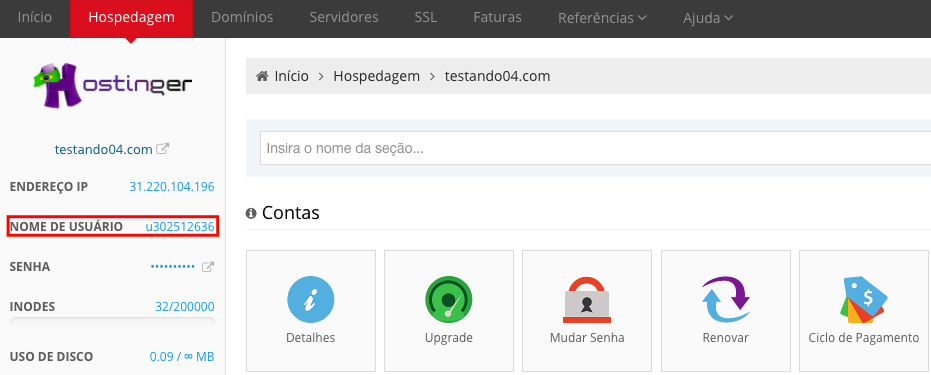 Início Hospedagem Domínios Servidores SSL Faturas Referências Ajuda
Hostinger
testando04.com
ENDEREÇO IP 31.220.104.196
NOME DE USUÁRIO u302512636
SENHA ••••••••••
INODES 32/200000
USO DE DISCO 0.09 / ∞ MB
Início > Hospedagem > testando04.com
Insira o nome da seção...
Contas
Detalhes Upgrade Mudar Senha Renovar Ciclo de Pagamento